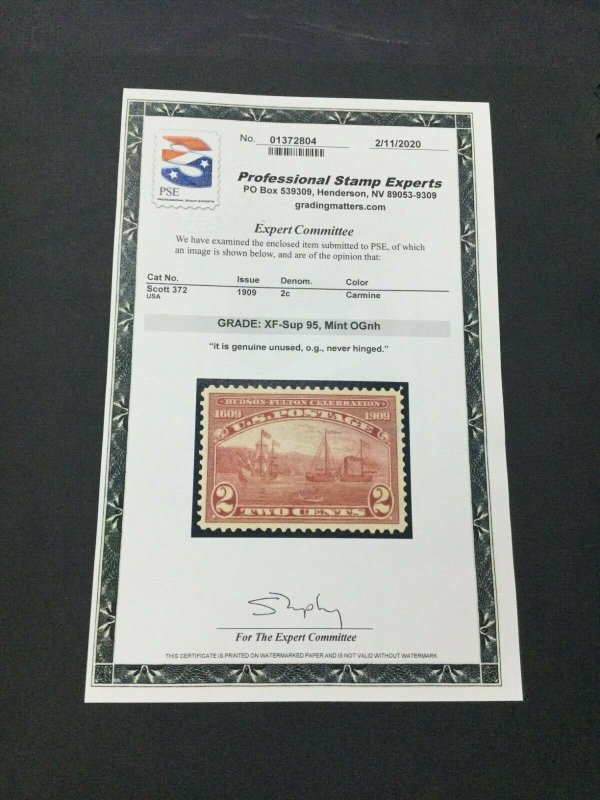 No. 01372804 2/11/2020
PSE
PROFESSIONAL STAMP EXPERTS
Professional Stamp Experts
PO Box 539309, Henderson, NV 89053-9309
gradingmatters.com
Expert Committee
We have examined the enclosed item submitted to PSE, of which
an image is shown below, and are of the opinion that:
Cat No. Issue Denom. Color
Scott 372 1909 2c Carmine
USA
GRADE: XF-Sup 95, Mint OGnh
"it is genuine unused, o.g., never hinged."
HUDSON-FULTON CELEBRATION
1609 1909
U.S. POSTAGE
2 2
TWO CENTS
For The Expert Committee
THIS CERTIFICATE IS PRINTED ON WATERMARKED PAPER AND IS NOT VALID WITHOUT WATERMARK